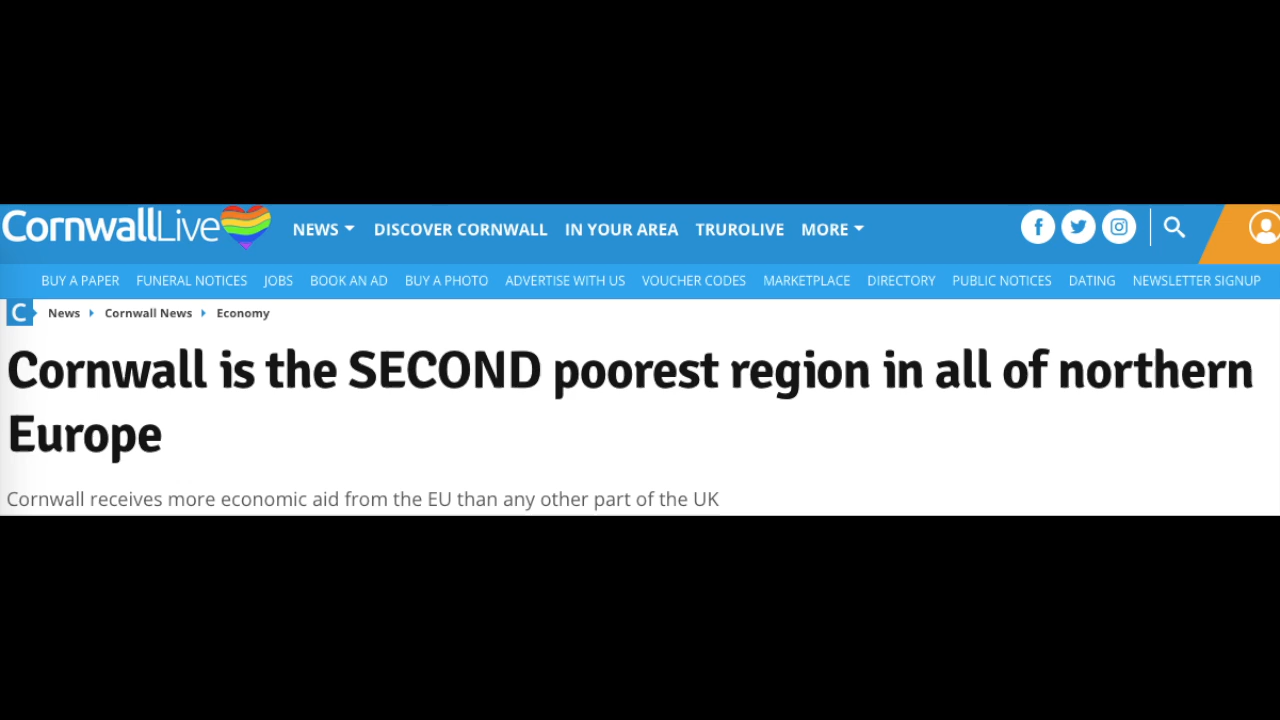 CornwallLive NEWS DISCOVER CORNWALL IN YOUR AREA TRUROLIVE MORE
BUY A PAPER FUNERAL NOTICES JOBS BOOK AN AD BUY A PHOTO ADVERTISE WITH US VOUCHER CODES MARKETPLACE DIRECTORY PUBLIC NOTICES DATING NEWSLETTER SIGNUP
C News Cornwall News Economy
Cornwall is the SECOND poorest region in all of northern
Europe
Cornwall receives more economic aid from the EU than any other part of the UK